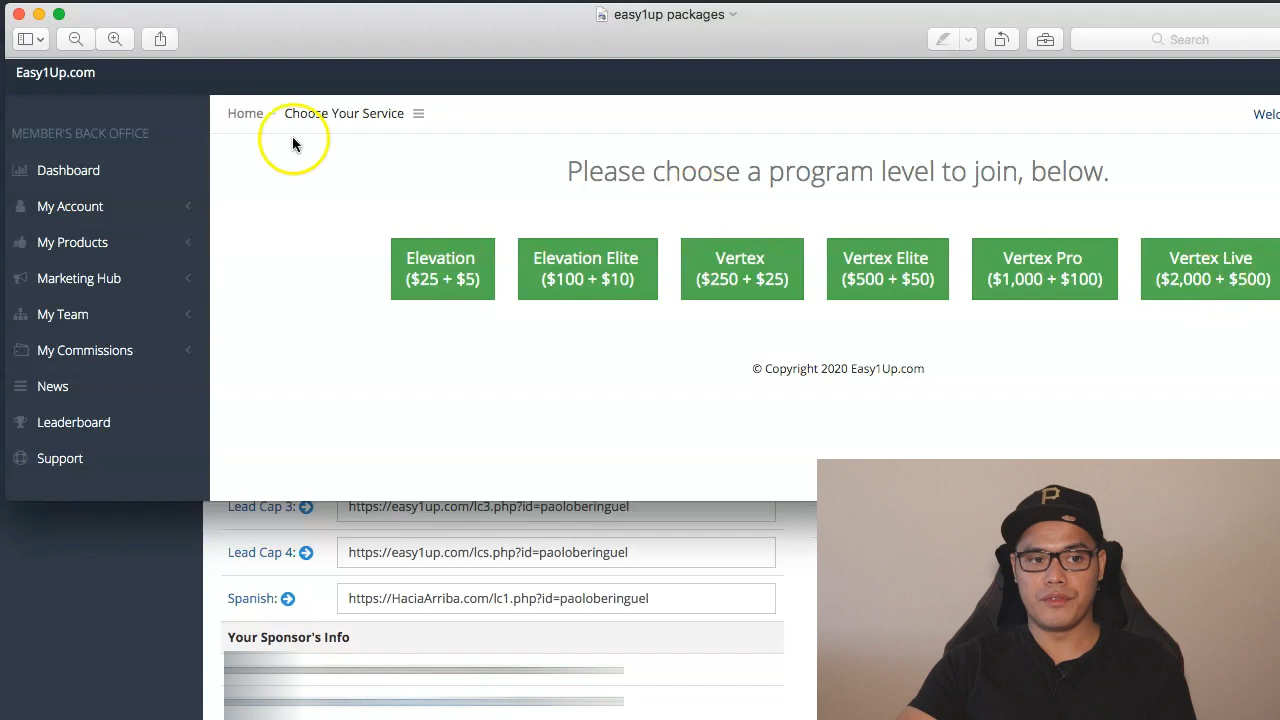 easy1up packages
Search
Easy1Up.com
Home
Choose Your Service
Welc
MEMBER'S BACK OFFICE
Dashboard
My Account
My Products
Marketing Hub
My Team
My Commissions
News
Leaderboard
Support
Please choose a program level to join, below.
Elevation
($25 + $5)
Elevation Elite
($100 + $10)
Vertex
($250 + $25)
Vertex Elite
($500 + $50)
Vertex Pro
($1,000 + $100)
Vertex Live
($2,000 + $500)
© Copyright 2020 Easy1Up.com
Lead Cap 3: https://easy1up.com/lc3.php?id=paoloberinguel
Lead Cap 4: https://easy1up.com/lcs.php?id=paoloberinguel
Spanish: https://HaciaArriba.com/lc1.php?id=paoloberinguel
Your Sponsor's Info
P